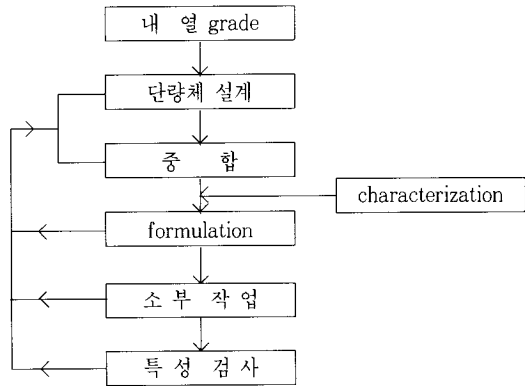 내 열 grade
단량체 설계
중 합
characterization
formulation
소 부 작 업
특 성 검 사